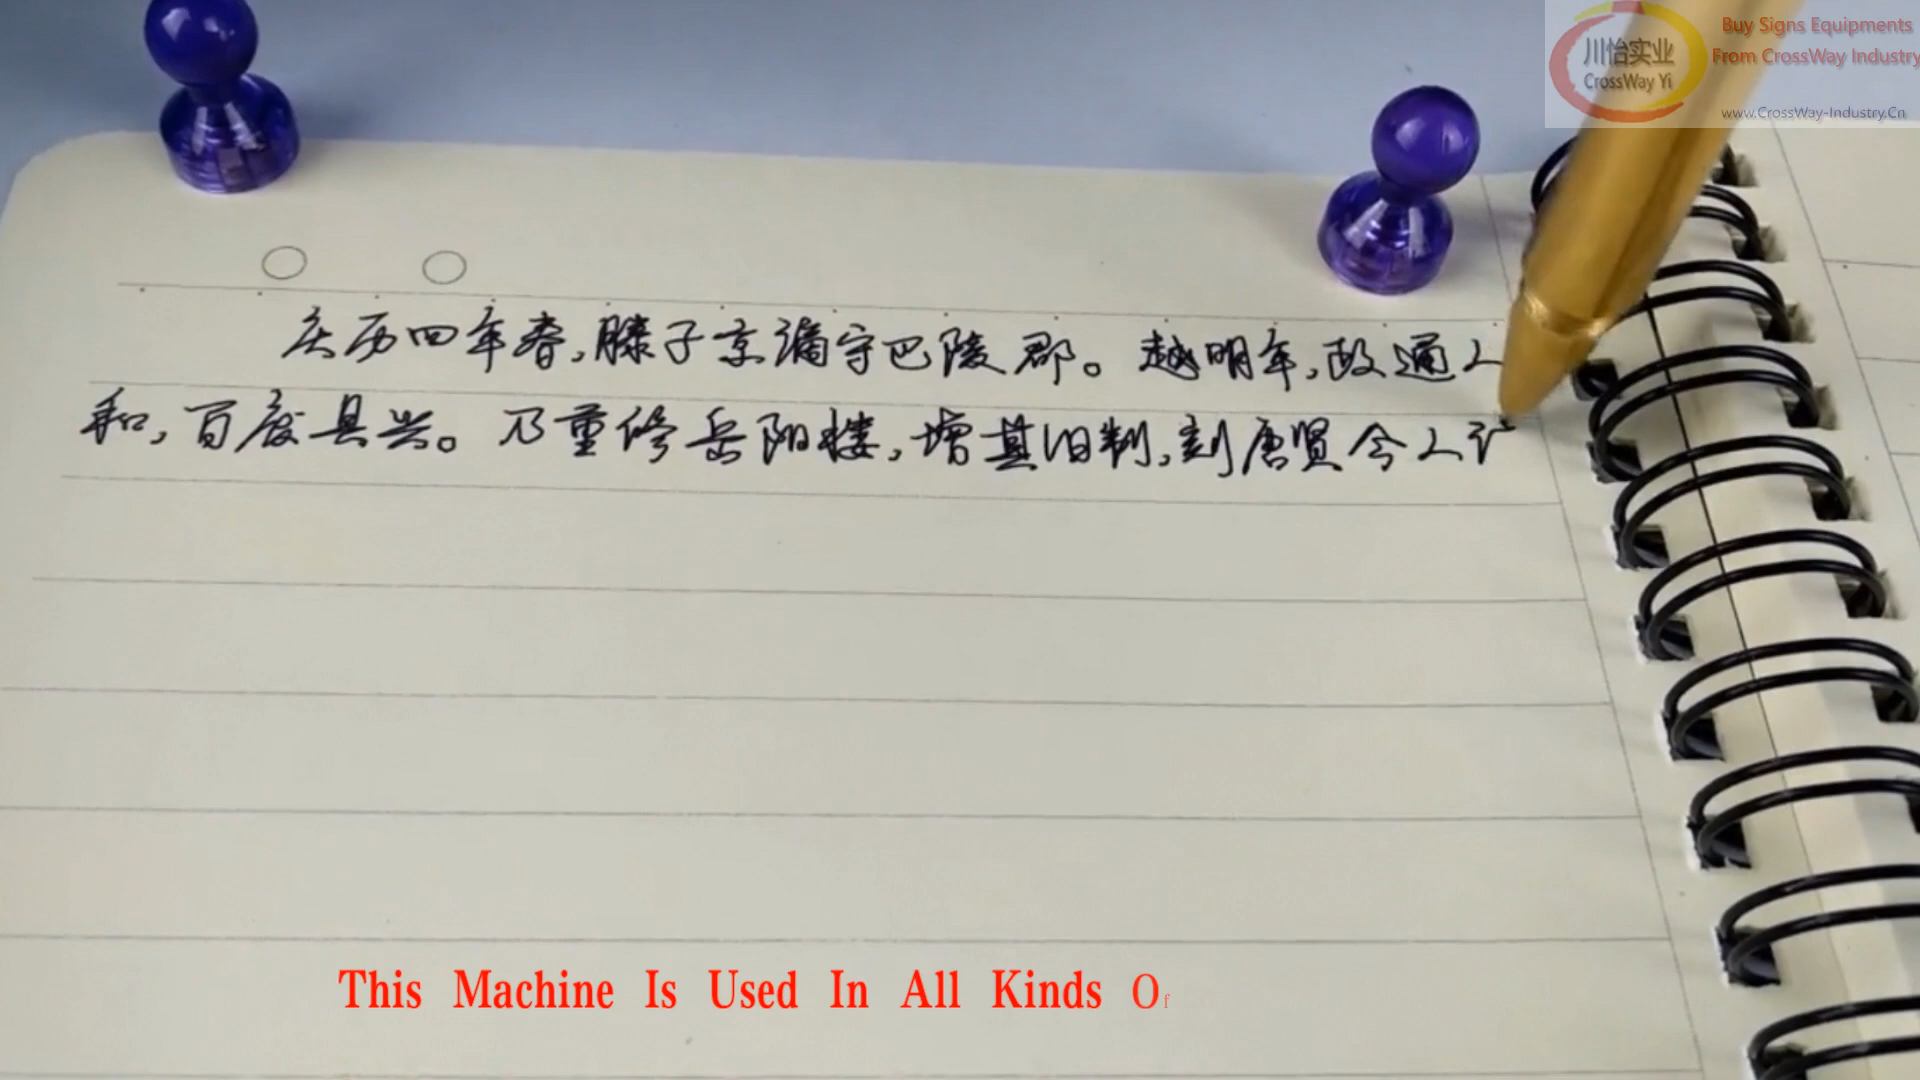 川怡实业
CrossWay Yi
Buy Signs Equipments
From CrossWay Industry
www.CrossWay-Industry.Cn
庆历四年春,滕子京谪守巴陵郡。越明年,政通人
和,百废具兴。乃重修岳阳楼,增其旧制,刻唐贤今人
This Machine Is Used In All Kinds Of